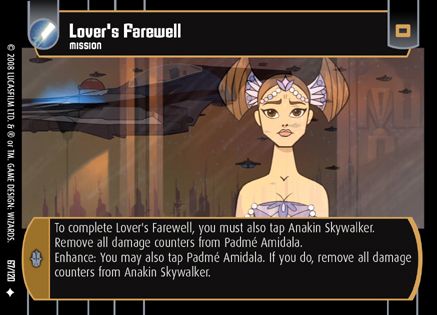 Lover's Farewell
MISSION
To complete Lover's Farewell, you must also tap Anakin Skywalker.
Remove all damage counters from Padmé Amidala.
Enhance: You may also tap Padmé Amidala. If you do, remove all damage
counters from Anakin Skywalker.
© 2008 LUCASFILM LTD. & ® or TM. GAME DESIGN: WIZARDS.